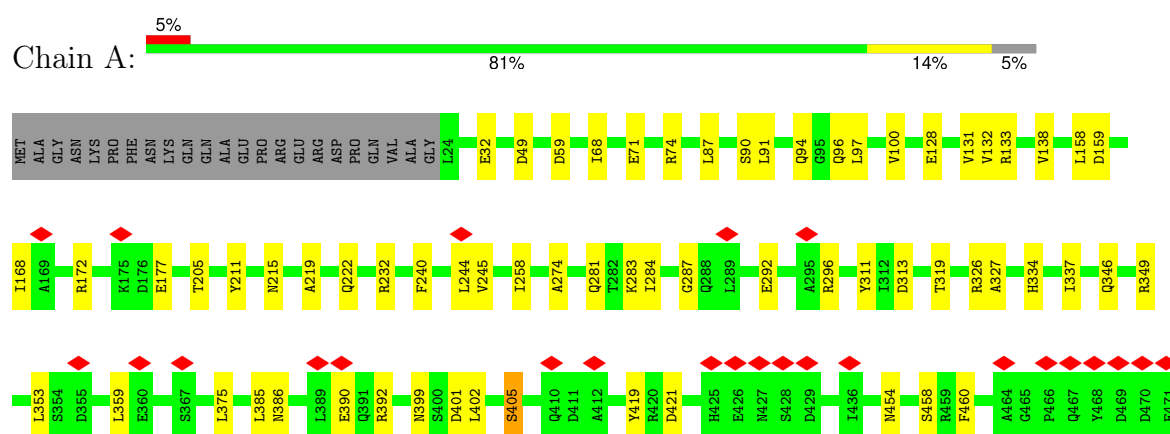 5%
Chain A:
81% 14% 5%
MET ALA GLY ASN LYS PRO PHE ASN LYS GLN GLN ALA GLU PRO ARG GLU ARG ASP PRO GLN VAL ALA GLY L24 E32 D49 D59 I68 E71 R74 L87 S90 L91 Q94 G95 Q96 L97 V100 E128 V131 V132 R133 V138 L158 D159
I168 A169 R172 K175 D176 E177 T205 Y211 N215 A219 Q222 R232 F240 L244 V245 I258 A274 Q281 T282 K283 I284 G287 Q288 L289 E292 A295 R296 Y311 I312 D313 T319 R326 A327 H334 I337 Q346 R349
L353 S354 D355 L359 E360 S367 L375 L385 N386 L389 E390 Q391 R392 N399 S400 D401 L402 S405 Q410 D411 A412 Y419 R420 D421 H425 E426 N427 S428 D429 I436 N454 S458 R459 F460 A464 G465 P466 Q467 Y468 D469 D470 E471